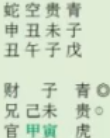 蛇 空 贵 青
申 丑 未 子
丑 午 子 戊
财 子 青◎
兄 己 未 贵○
官 甲 寅 虎